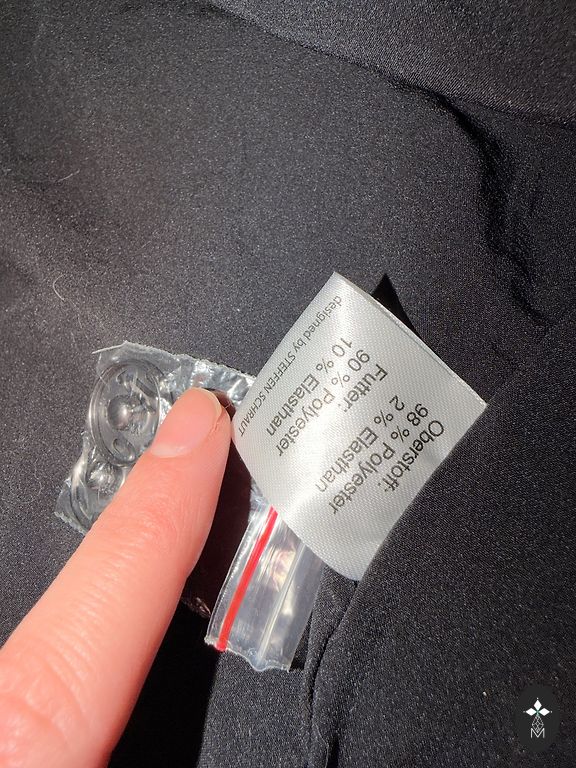 Oberstoff:
98 % Polyester
2 % Elasthan
Futter:
90 % Polyester
10 % Elasthan
designed by STEFFEN SCHRAUT
M